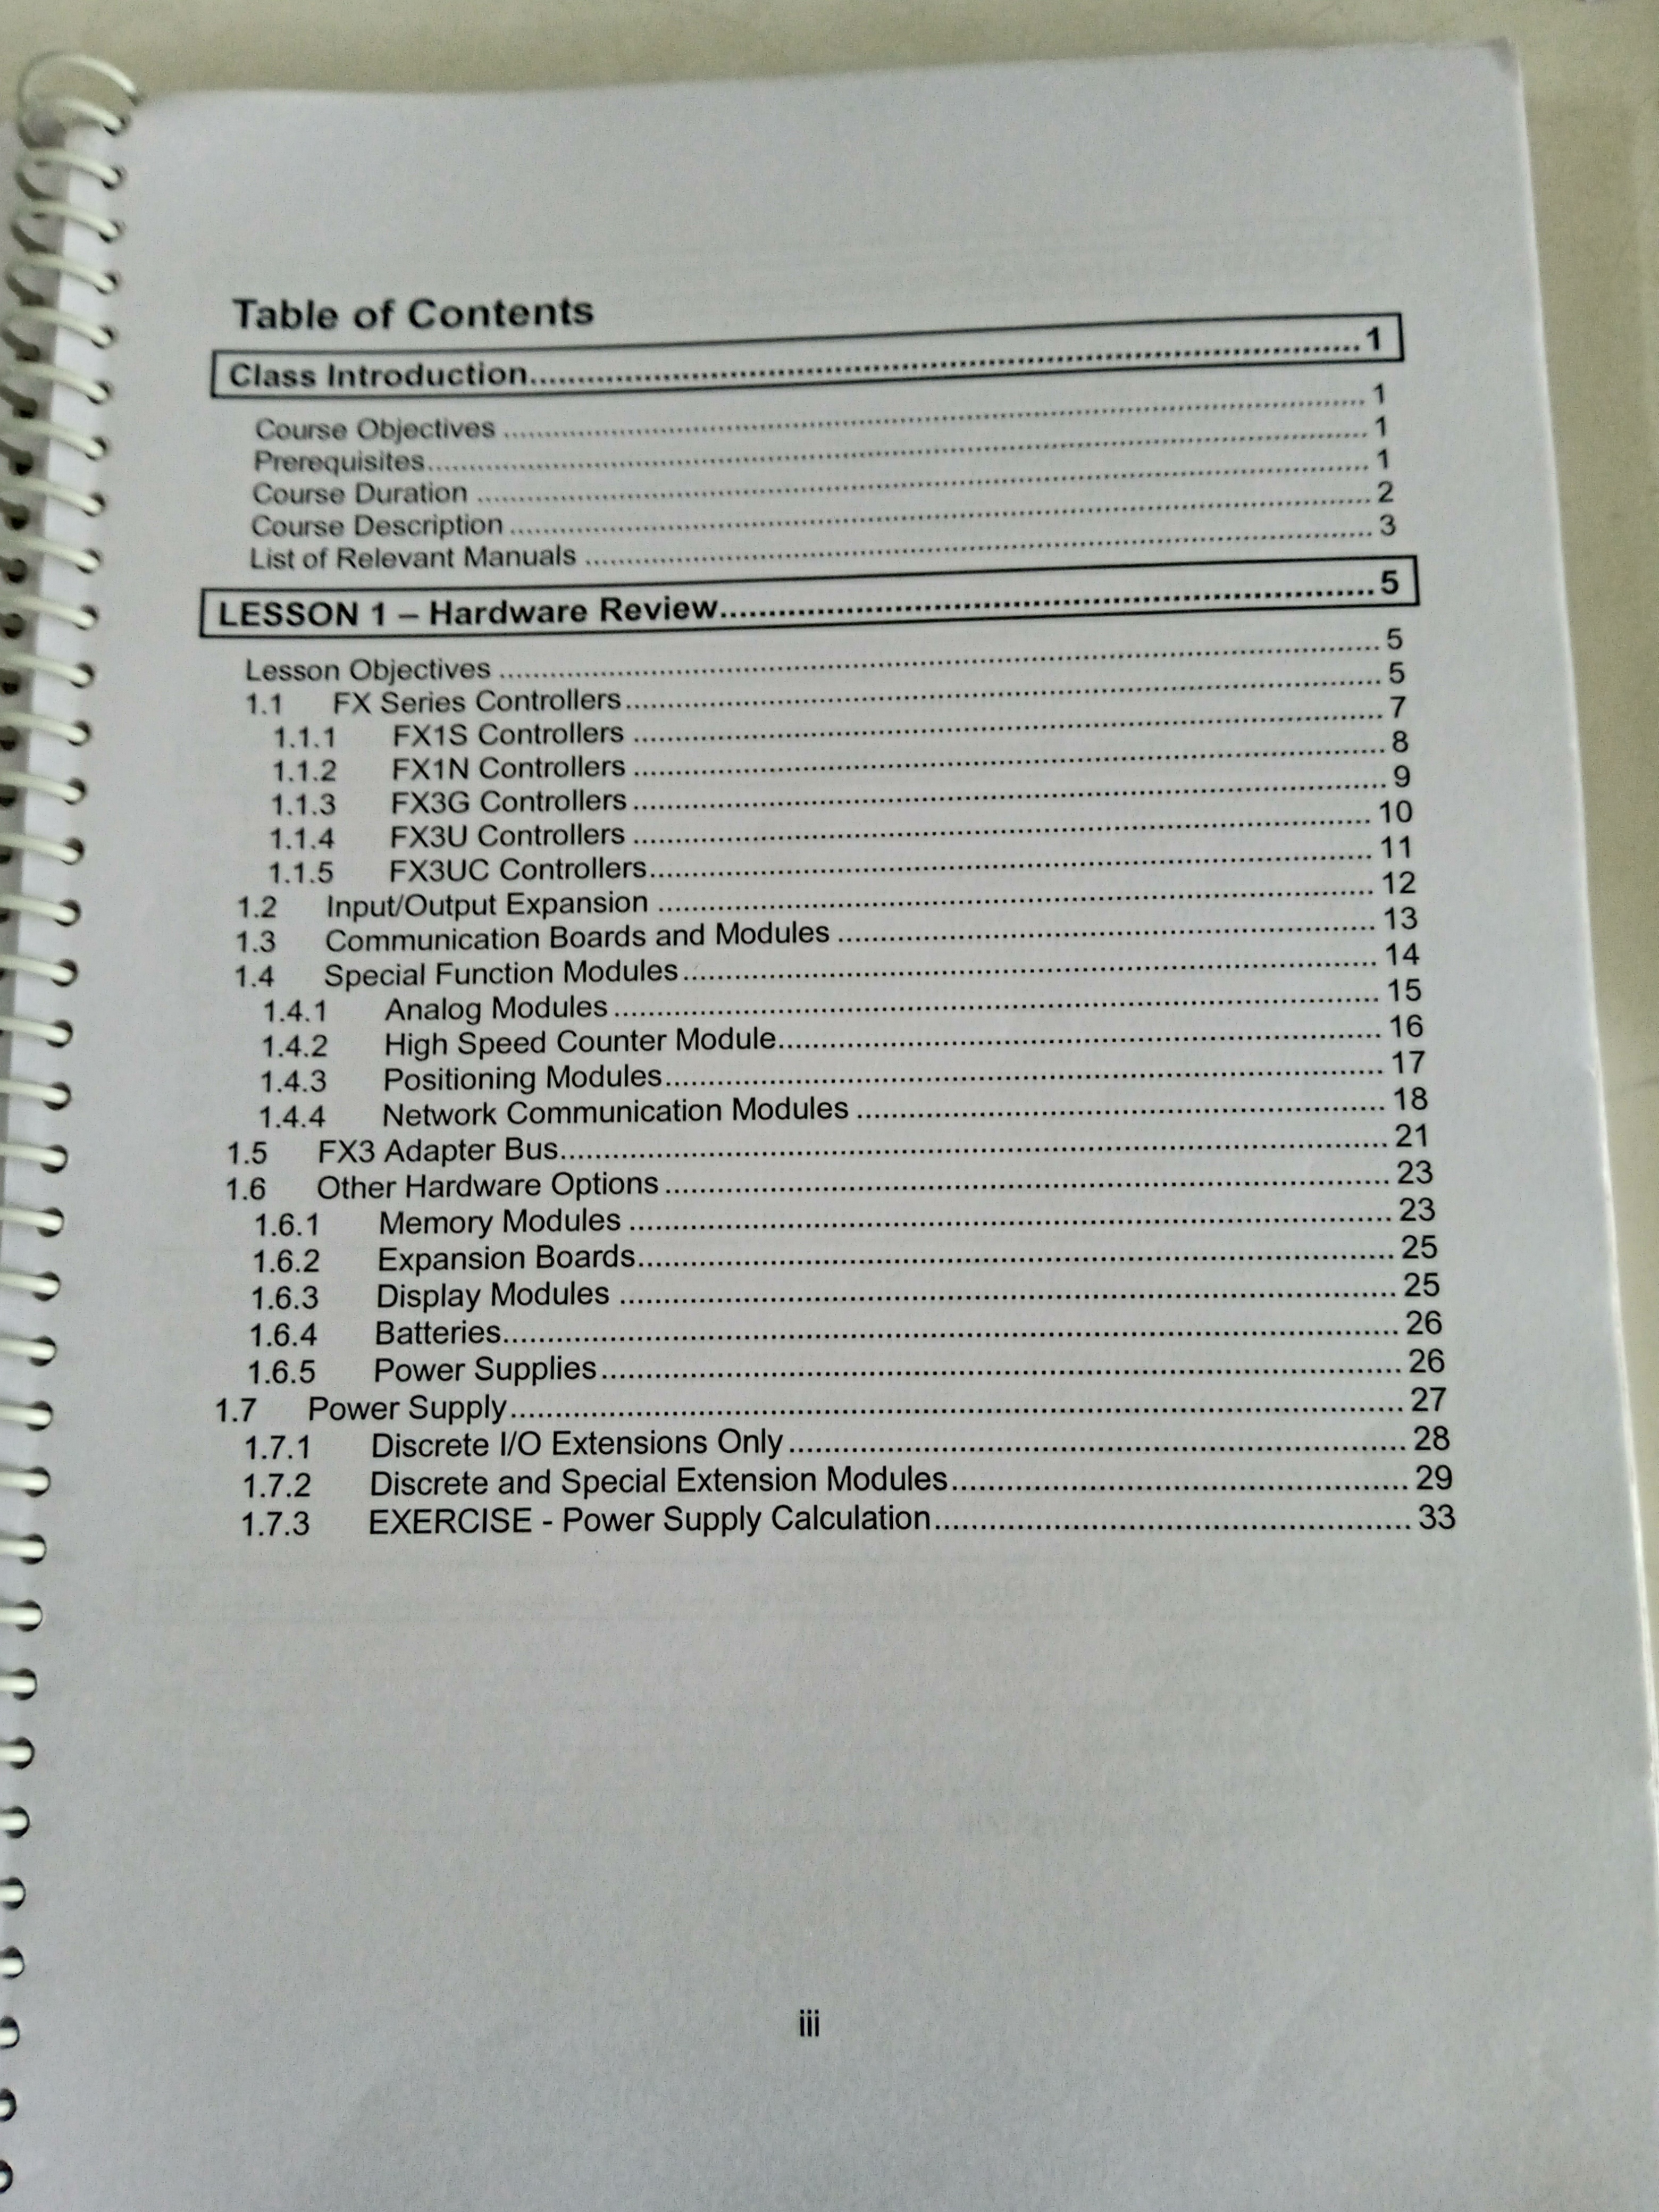 Table of Contents
Class Introduction..........1
Course Objectives..........1
Prerequisites..........1
Course Duration..........1
Course Description..........2
List of Relevant Manuals..........3
LESSON 1 – Hardware Review..........5
Lesson Objectives..........5
1.1 FX Series Controllers..........5
1.1.1 FX1S Controllers..........7
1.1.2 FX1N Controllers..........8
1.1.3 FX3G Controllers..........9
1.1.4 FX3U Controllers..........10
1.1.5 FX3UC Controllers..........11
1.2 Input/Output Expansion..........12
1.3 Communication Boards and Modules..........13
1.4 Special Function Modules..........14
1.4.1 Analog Modules..........15
1.4.2 High Speed Counter Module..........16
1.4.3 Positioning Modules..........17
1.4.4 Network Communication Modules..........18
1.5 FX3 Adapter Bus..........21
1.6 Other Hardware Options..........23
1.6.1 Memory Modules..........23
1.6.2 Expansion Boards..........25
1.6.3 Display Modules..........25
1.6.4 Batteries..........26
1.6.5 Power Supplies..........26
1.7 Power Supply..........27
1.7.1 Discrete I/O Extensions Only..........28
1.7.2 Discrete and Special Extension Modules..........29
1.7.3 EXERCISE - Power Supply Calculation..........33
iii